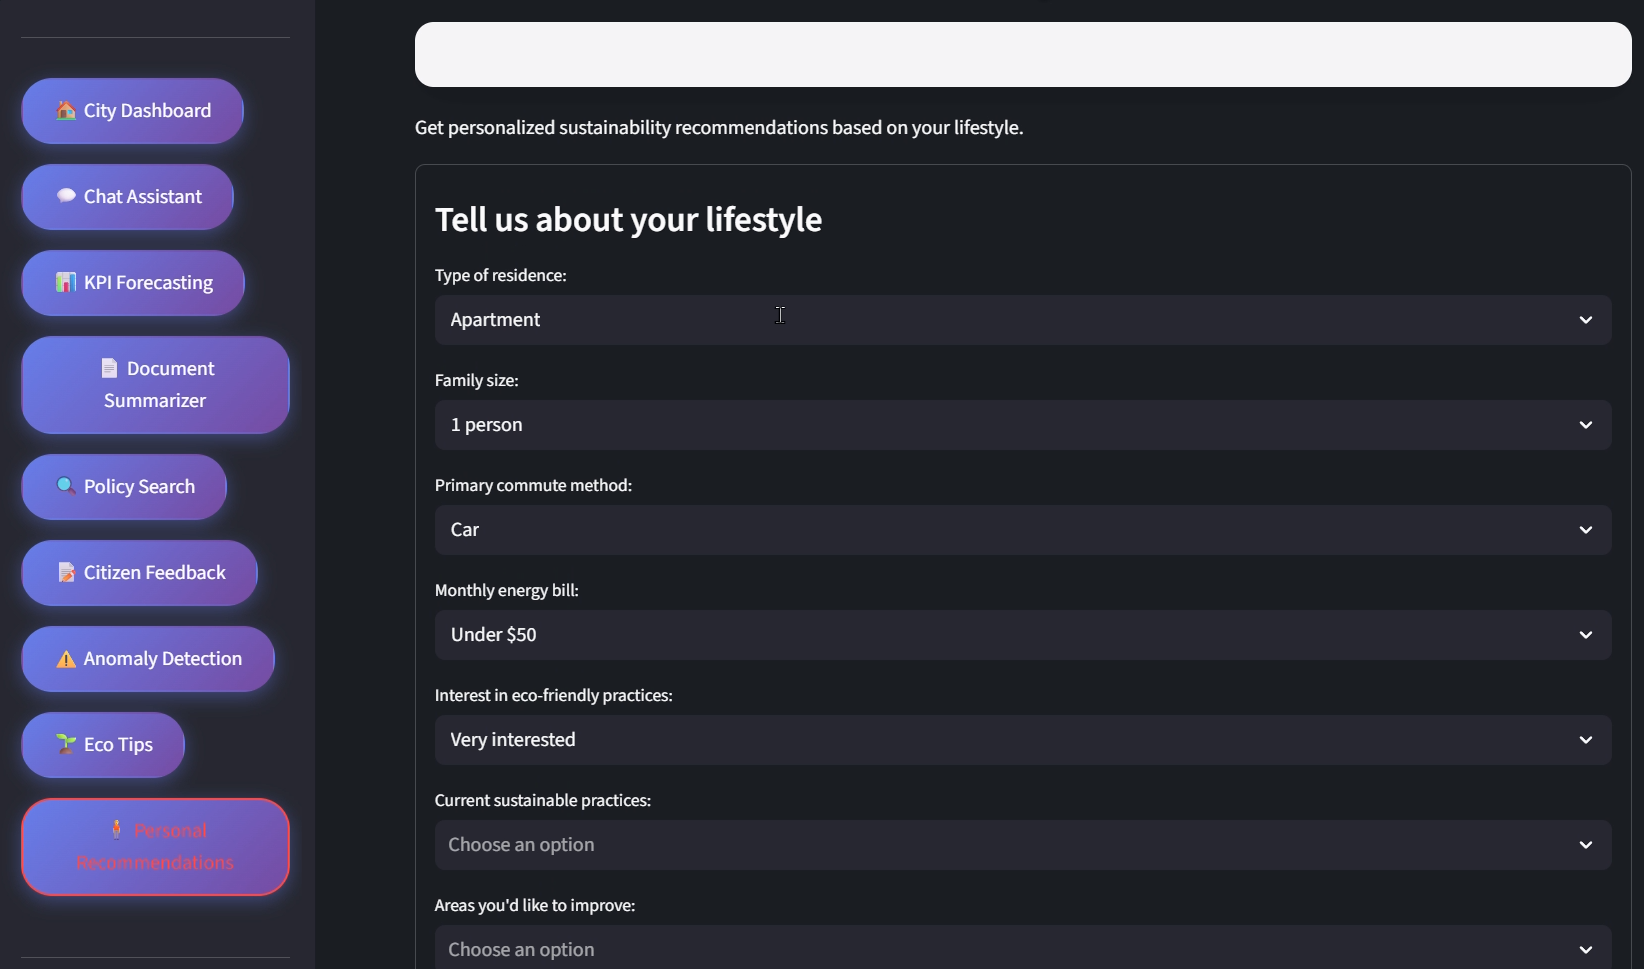 City Dashboard
Chat Assistant
KPI Forecasting
Document
Summarizer
Policy Search
Citizen Feedback
Anomaly Detection
Eco Tips
Personal
Recommendations
Get personalized sustainability recommendations based on your lifestyle.
Tell us about your lifestyle
Type of residence:
Apartment
Family size:
1 person
Primary commute method:
Car
Monthly energy bill:
Under $50
Interest in eco-friendly practices:
Very interested
Current sustainable practices:
Choose an option
Areas you'd like to improve:
Choose an option